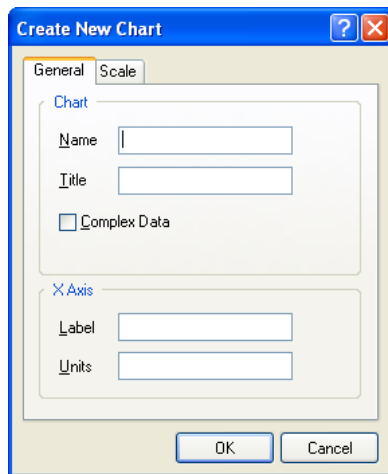 Create New Chart
General Scale
Chart
Name
Title
Complex Data
X Axis
Label
Units
OK Cancel